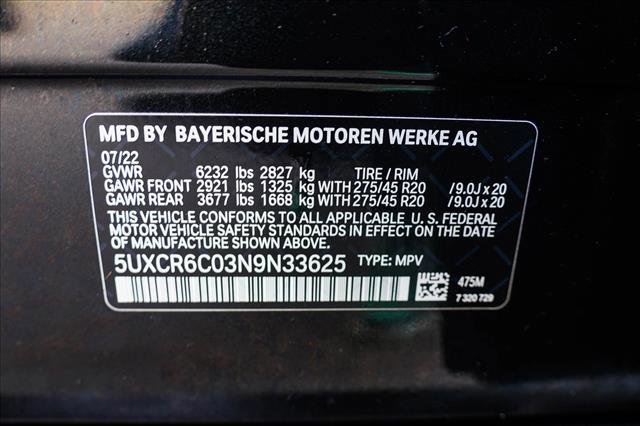 MFD BY BAYERISCHE MOTOREN WERKE AG
07/22
GVWR 6232 lbs 2827 kg TIRE / RIM
GAWR FRONT 2921 lbs 1325 kg WITH 275/45 R20 / 9.0J x 20
GAWR REAR 3677 lbs 1668 kg WITH 275/45 R20 / 9.0J x 20
THIS VEHICLE CONFORMS TO ALL APPLICABLE U. S. FEDERAL
MOTOR VEHICLE SAFETY STANDARDS IN EFFECT ON THE DATE
OF MANUFACTURE SHOWN ABOVE.
5UXCR6C03N9N33625 TYPE: MPV
475M
7 320 729